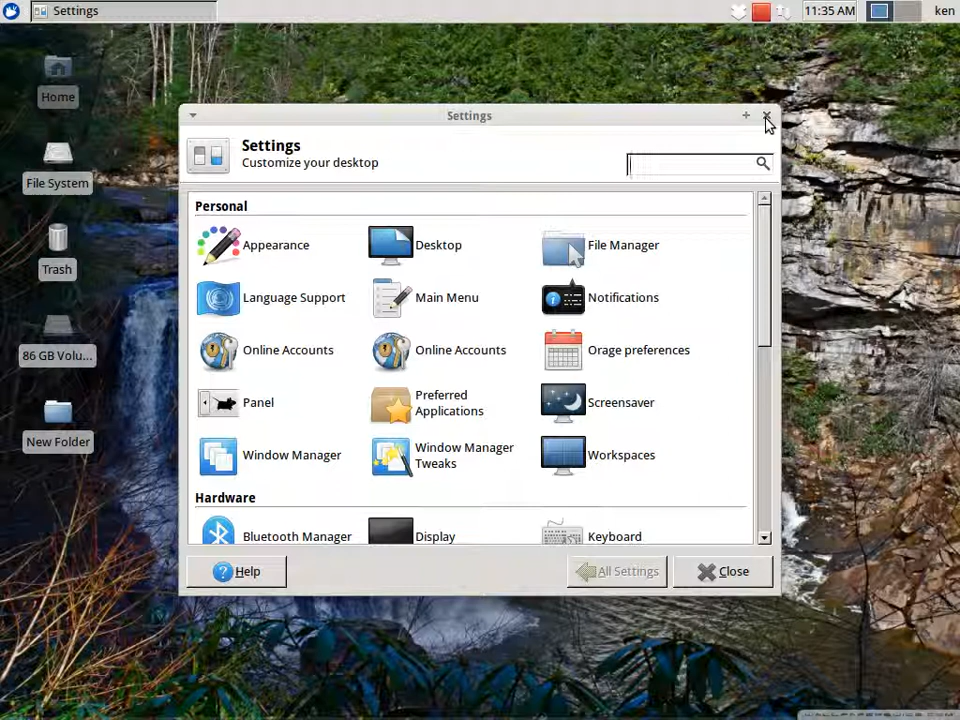 Settings
11:35 AM
ken
Home
File System
Trash
86 GB Volu...
New Folder
Settings
Settings
Customize your desktop
Personal
Appearance
Desktop
File Manager
Language Support
Main Menu
Notifications
Online Accounts
Online Accounts
Orage preferences
Panel
Preferred
Applications
Screensaver
Window Manager
Window Manager
Tweaks
Workspaces
Hardware
Bluetooth Manager
Display
Keyboard
Help
All Settings
Close